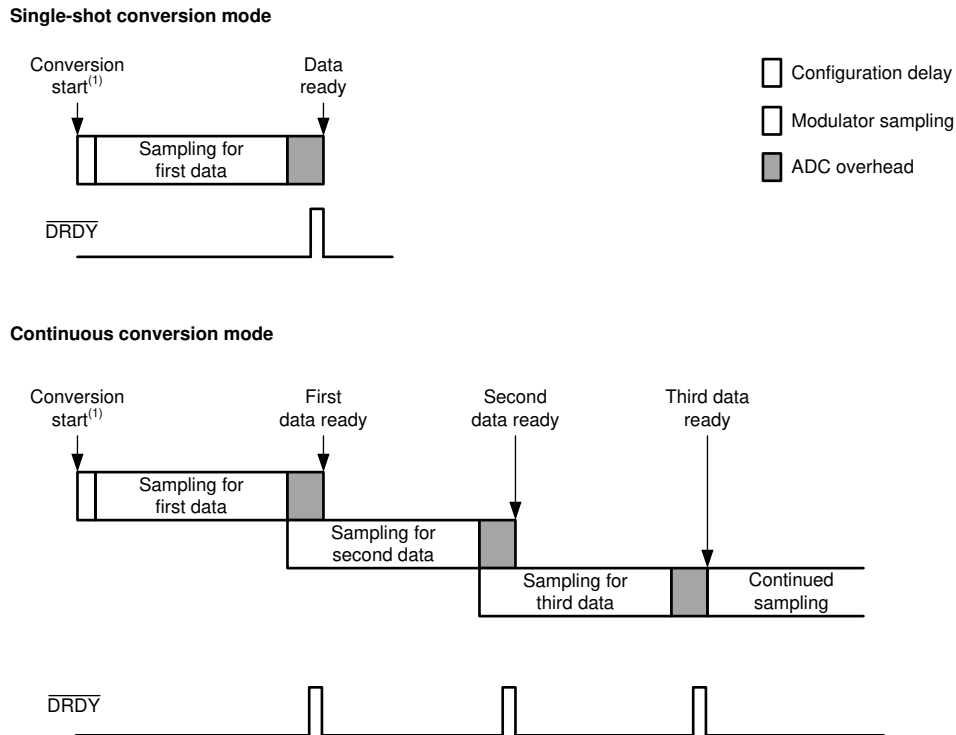 Single-shot conversion mode
Conversion
start(1)
Data
ready
Configuration delay
Modulator sampling
ADC overhead
Sampling for
first data
DRDY
Continuous conversion mode
Conversion
start(1)
First
data ready
Second
data ready
Third data
ready
Sampling for
first data
Sampling for
second data
Sampling for
third data
Continued
sampling
DRDY